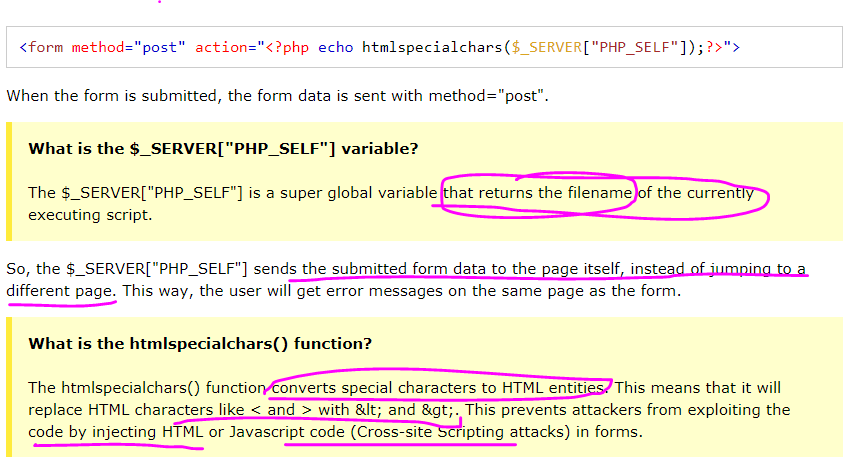 <form method="post" action="<?php echo htmlspecialchars($_SERVER["PHP_SELF"]);?>">
When the form is submitted, the form data is sent with method="post".
What is the $_SERVER["PHP_SELF"] variable?
The $_SERVER["PHP_SELF"] is a super global variable that returns the filename of the currently
executing script.
So, the $_SERVER["PHP_SELF"] sends the submitted form data to the page itself, instead of jumping to a
different page. This way, the user will get error messages on the same page as the form.
What is the htmlspecialchars() function?
The htmlspecialchars() function converts special characters to HTML entities. This means that it will
replace HTML characters like < and > with &lt; and &gt;. This prevents attackers from exploiting the
code by injecting HTML or Javascript code (Cross-site Scripting attacks) in forms.